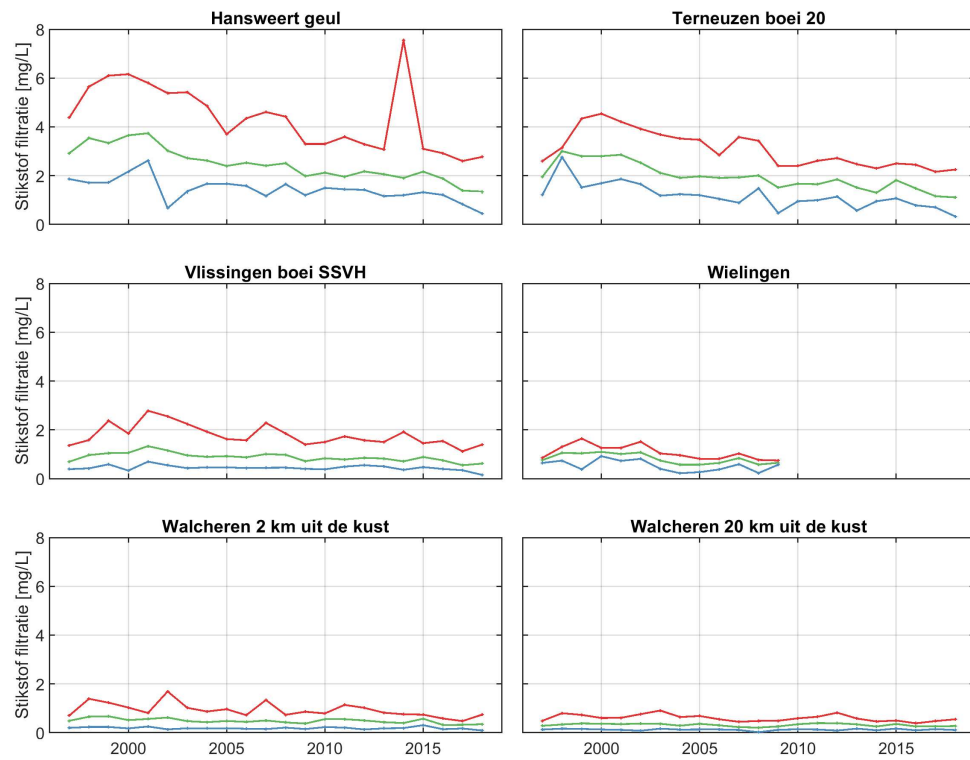 Hansweert geul
Terneuzen boei 20
Stikstof filtratie [mg/L]
8
6
4
2
0
Vlissingen boei SSVH
Wielingen
Stikstof filtratie [mg/L]
8
6
4
2
0
Walcheren 2 km uit de kust
Walcheren 20 km uit de kust
Stikstof filtratie [mg/L]
8
6
4
2
0
2000 2005 2010 2015
2000 2005 2010 2015